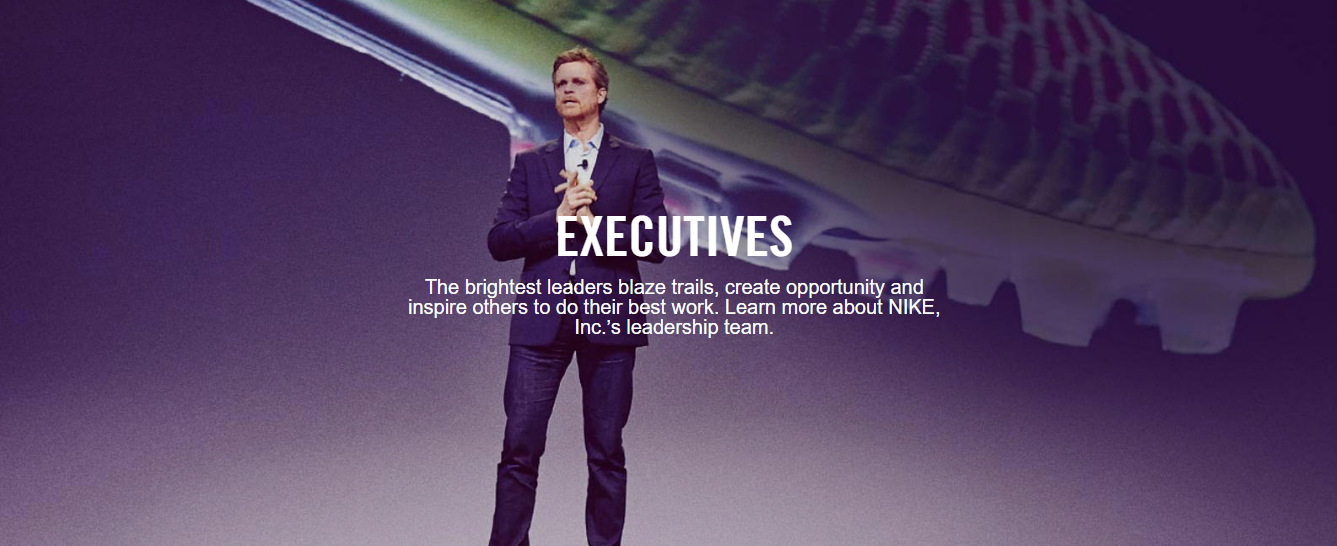 EXECUTIVES
The brightest leaders blaze trails, create opportunity and
inspire others to do their best work. Learn more about NIKE,
Inc.’s leadership team.